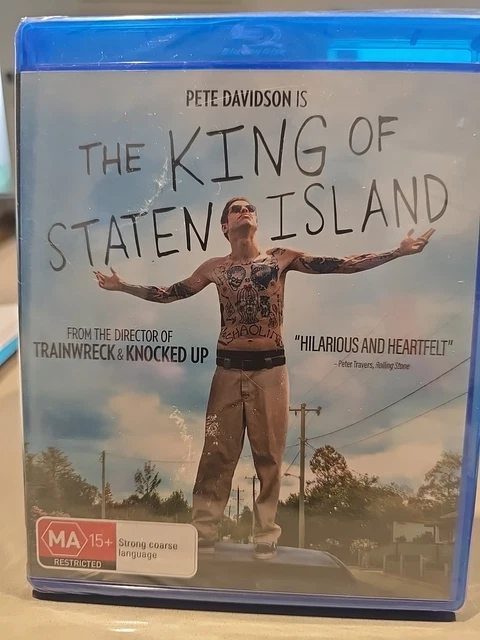 PETE DAVIDSON IS
THE KING OF
STATEN ISLAND
FROM THE DIRECTOR OF
TRAINWRECK & KNOCKED UP
"HILARIOUS AND HEARTFELT"
- Peter Travers, Rolling Stone
SHAOLIN
MA 15+
RESTRICTED
Strong coarse
language